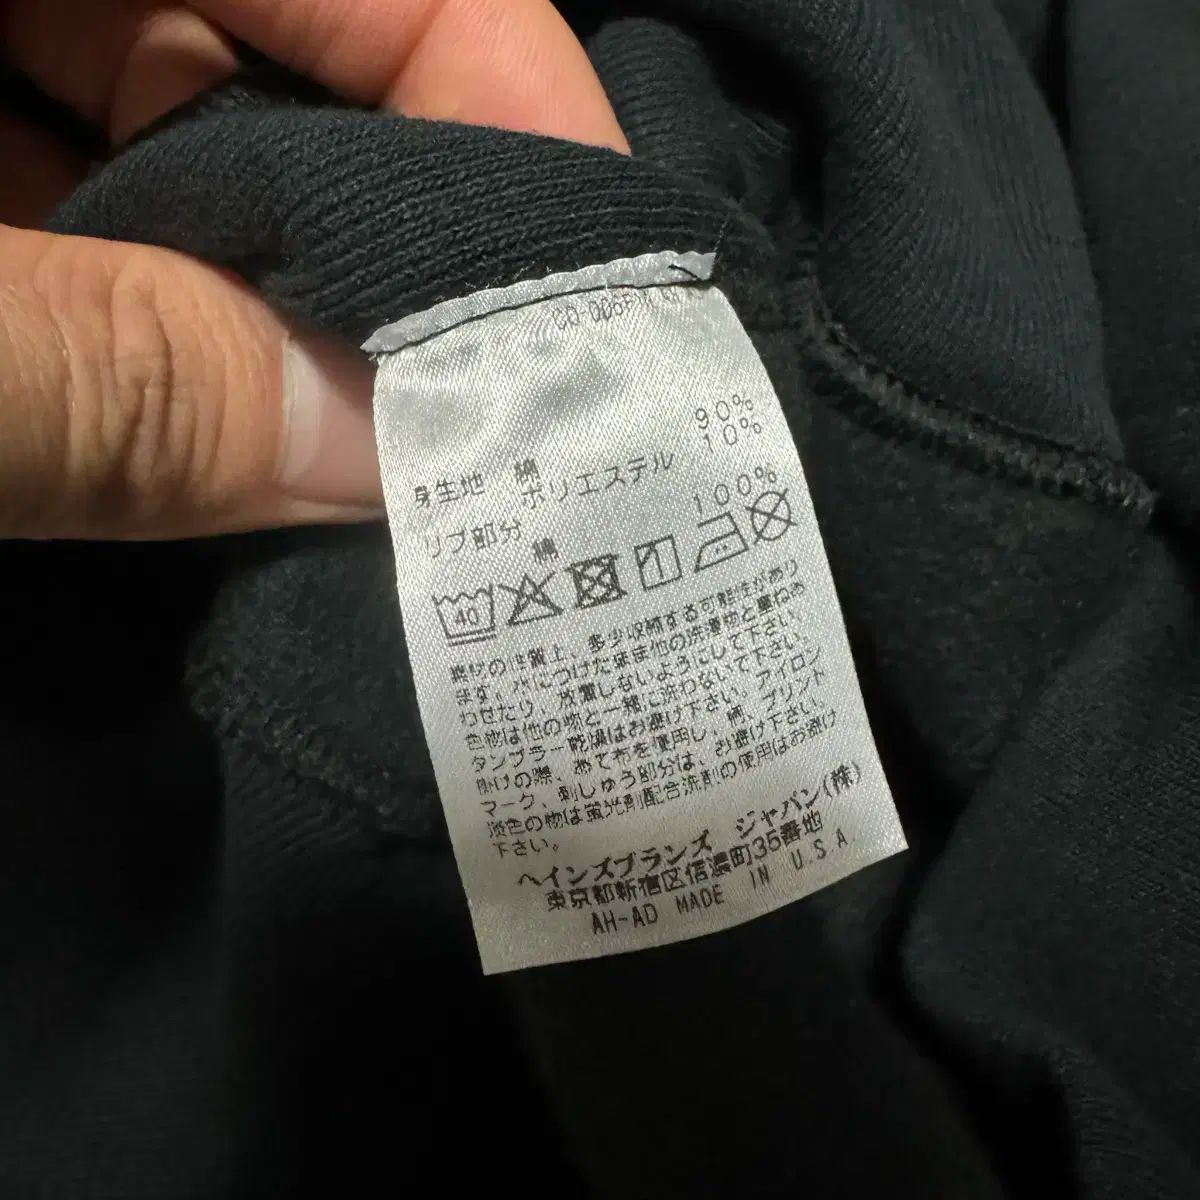 身生地 綿 90%
ポリエステル 10%
リブ部分 綿 100%
40
綿の性質上、多少収縮する可能性があり
ます。水につけたまま他の洗濯物と重ねあ
わせたり、放置しないようにして下さい。
色物は他の物と一緒に洗わないで下さい。
タンブラー乾燥はお避け下さい。アイロン
掛けの際、あて布を使用し、柄、プリント
マーク、刺しゅう部分は、お避け下さい。
淡色の物は蛍光剤配合洗剤の使用はお避け
下さい。
ヘインズブランズ ジャパン(株)
東京都新宿区信濃町35番地
AH-AD MADE IN U.S.A.